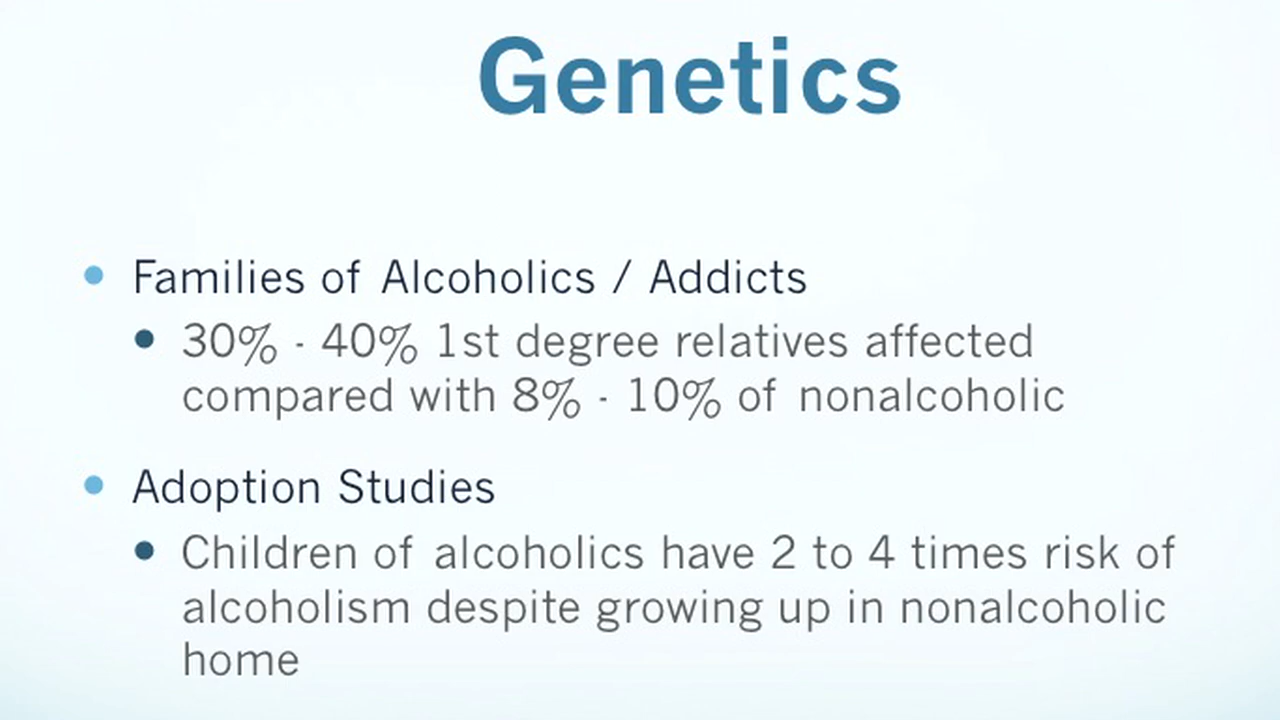 Genetics
Families of Alcoholics / Addicts
30% - 40% 1st degree relatives affected
compared with 8% - 10% of nonalcoholic
Adoption Studies
Children of alcoholics have 2 to 4 times risk of
alcoholism despite growing up in nonalcoholic
home